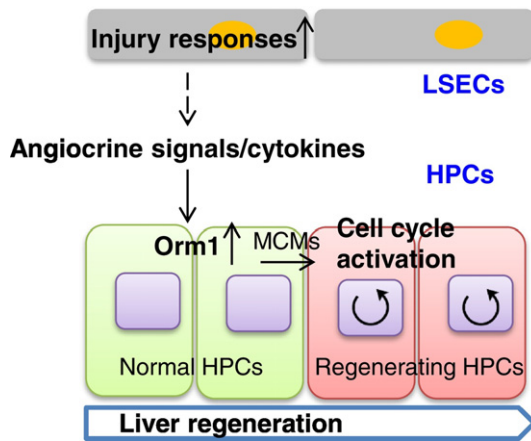 Injury responses
LSECs
Angiocrine signals/cytokines
HPCs
Orm1
MCMs
Cell cycle
activation
Normal HPCs
Regenerating HPCs
Liver regeneration